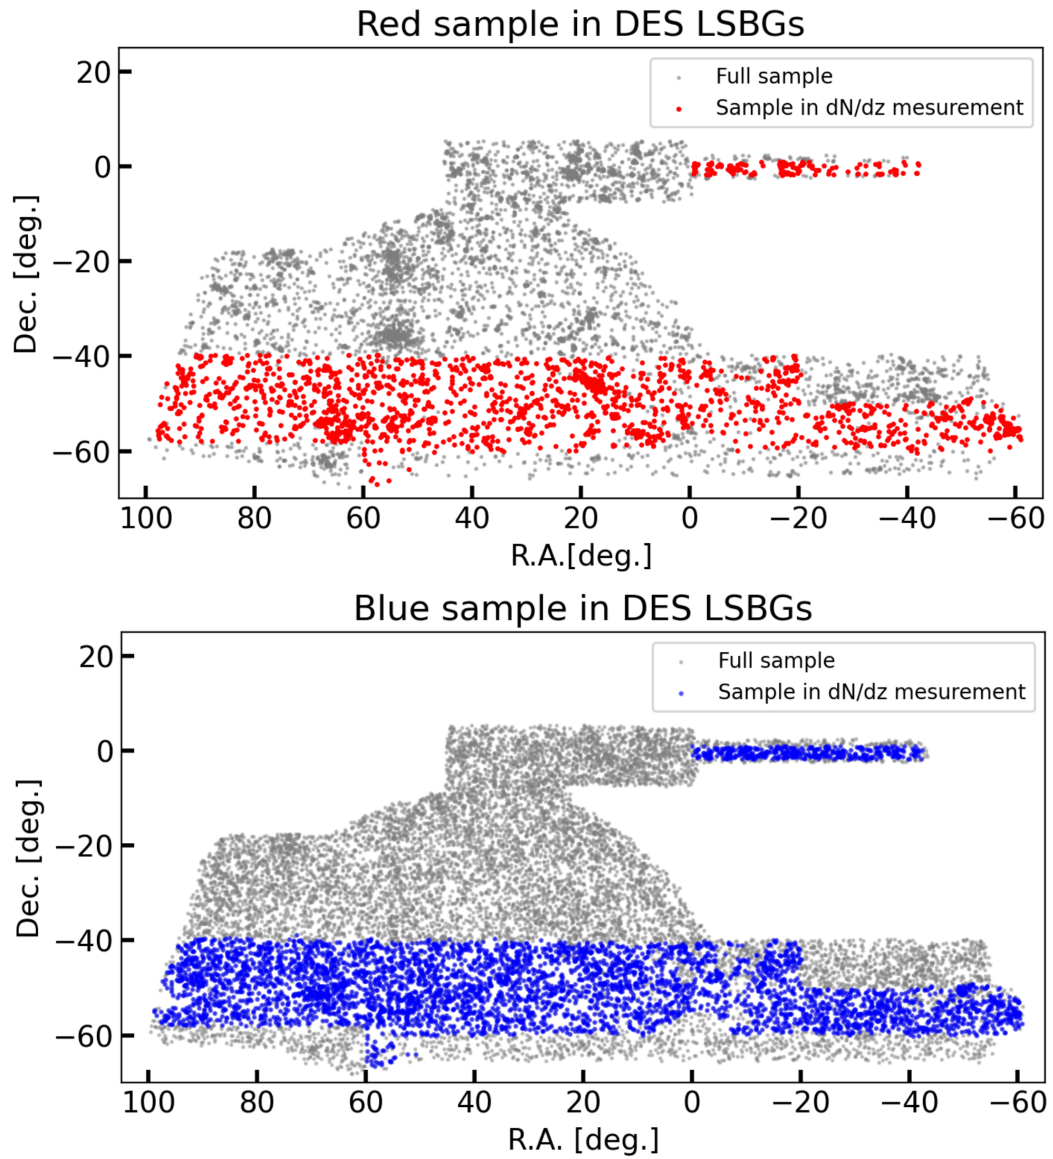 Red sample in DES LSBGs
Full sample
Sample in dN/dz mesurement
20
0
−20
−40
−60
Dec. [deg.]
100 80 60 40 20 0 −20 −40 −60
R.A.[deg.]
Blue sample in DES LSBGs
Full sample
Sample in dN/dz mesurement
20
0
−20
−40
−60
Dec. [deg.]
100 80 60 40 20 0 −20 −40 −60
R.A. [deg.]